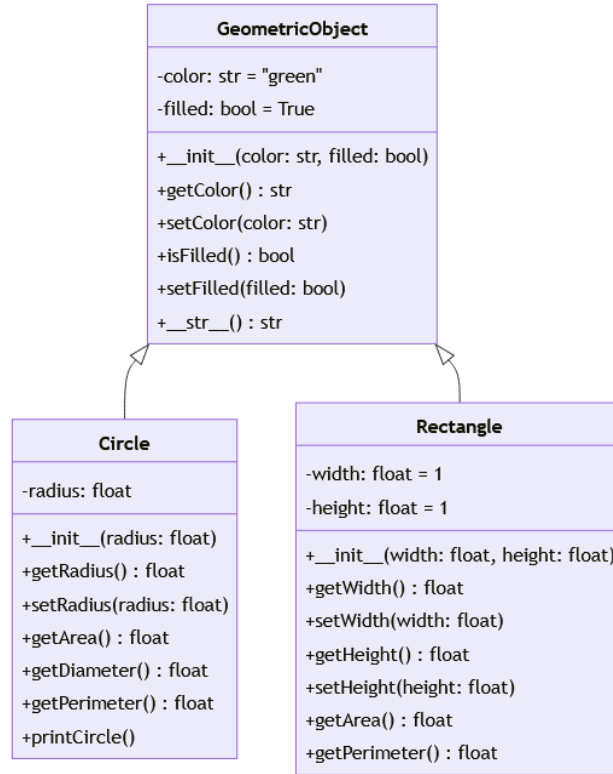 GeometricObject
-color: str = "green"
-filled: bool = True
+__init__(color: str, filled: bool)
+getColor() : str
+setColor(color: str)
+isFilled() : bool
+setFilled(filled: bool)
+__str__() : str
Circle
-radius: float
+__init__(radius: float)
+getRadius() : float
+setRadius(radius: float)
+getArea() : float
+getDiameter() : float
+getPerimeter() : float
+printCircle()
Rectangle
-width: float = 1
-height: float = 1
+__init__(width: float, height: float)
+getWidth() : float
+setWidth(width: float)
+getHeight() : float
+setHeight(height: float)
+getArea() : float
+getPerimeter() : float